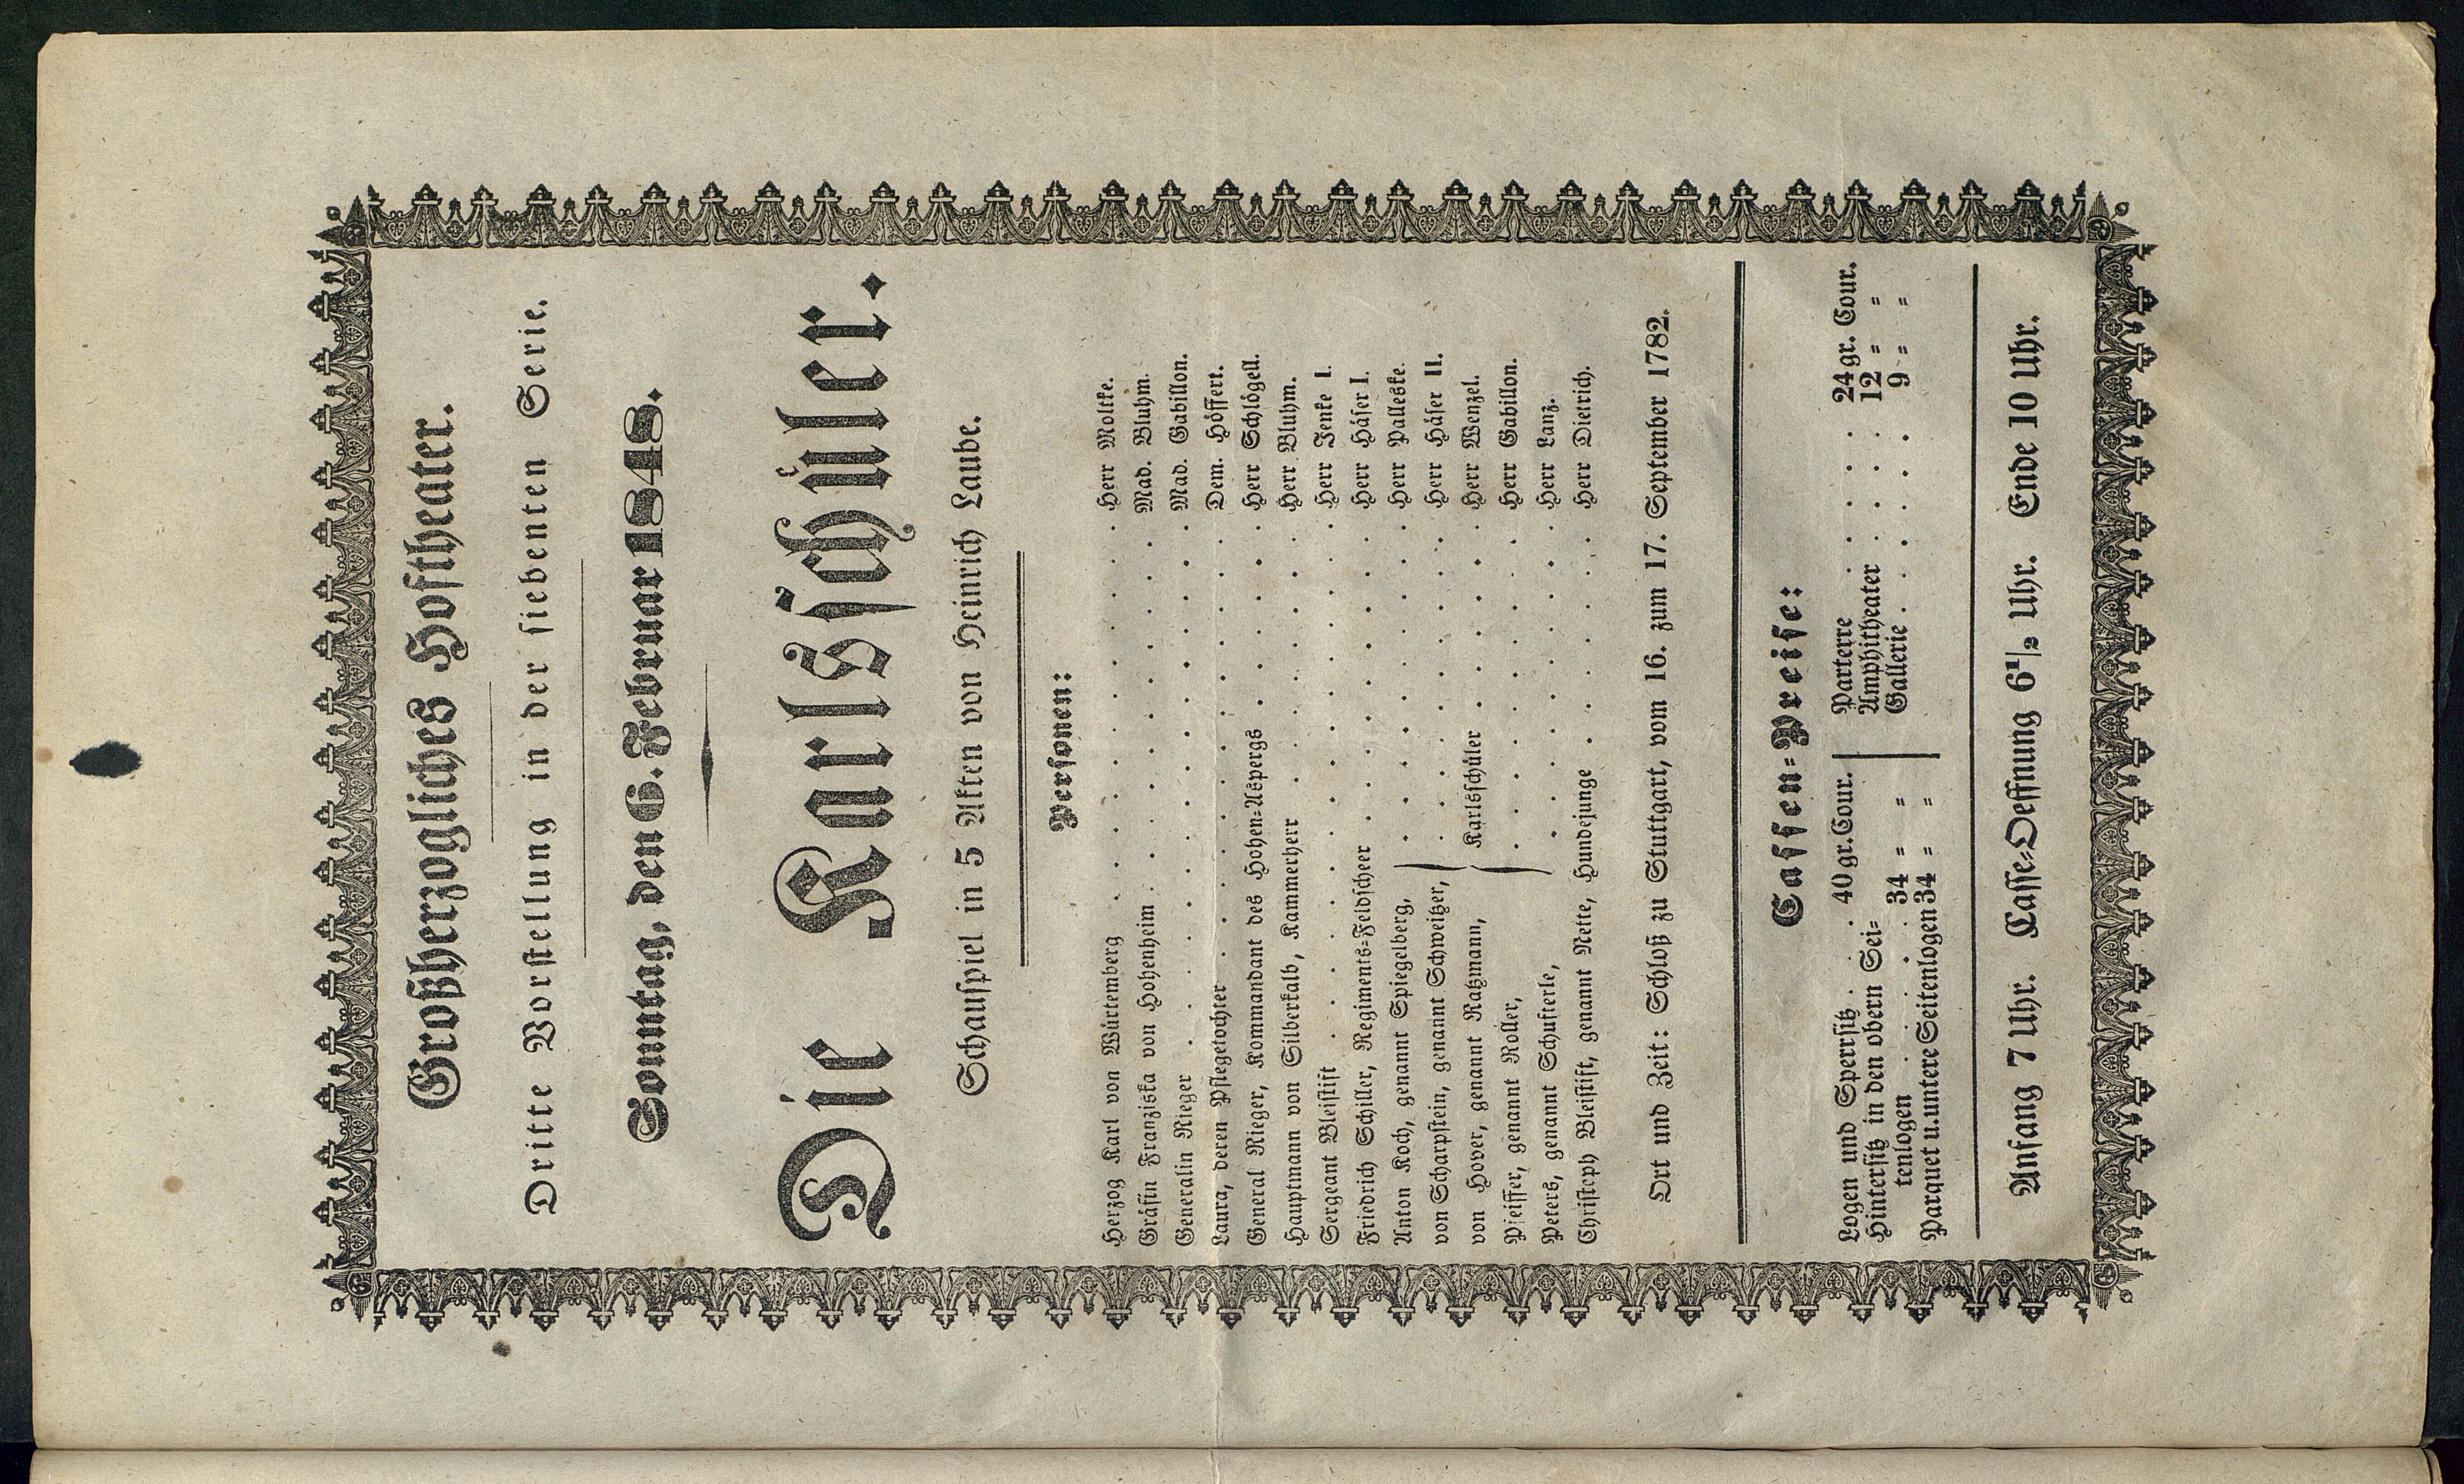 Großherzogliches Hoftheater.
Dritte Vorstellung in der siebenten Serie.
Sonntag, den 6. Februar 1848.
Die Karlsschüler.
Schauspiel in 5 Akten von Heinrich Laube.
Personen:
Herzog Karl von Würtemberg . . . . . . . . Herr Moltke.
Gräfin Franziska von Hohenheim . . . . . . . . Mad. Bluhm.
Generalin Rieger . . . . . . . . . . Mad. Gabillon.
Laura, deren Pflegetochter . . . . . . . . . Dem. Höffert.
General Rieger, Kommandant des Hohen-Aspergs . . . . . Herr Schlögell.
Hauptmann von Silberkalb, Kammerherr . . . . . . Herr Bluhm.
Sergeant Bleistift . . . . . . . . . . Herr Jenke I.
Friedrich Schiller, Regiments-Feldscheer . . . . . . . Herr Häser I.
Anton Koch, genannt Spiegelberg, . . . . . . Herr Palleske.
von Scharpstein, genannt Schweitzer, . . . . . . Herr Häser II.
von Hover, genannt Ratzmann, Karlsschüler . . . . . Herr Wenzel.
Pfeiffer, genannt Roller, . . . . . . Herr Gabillon.
Peters, genannt Schufterle, . . . . . . Herr Lanz.
Christoph Bleistift, genannt Nette, Hundejunge . . . . . Herr Dietrich.
Ort und Zeit: Schloß zu Stuttgart, vom 16. zum 17. September 1782.
Cassen-Preise:
Logen und Sperrsitz . . 40 gr. Cour.
Hintersitz in den obern Sei-
tenlogen . . . . 34 = =
Parquet u. untere Seitenlogen 34 = =
Parterre . . . . 24 gr. Cour.
Amphitheater . . . . 12 = =
Gallerie . . . . . 9 = =
Anfang 7 Uhr. Casse-Oeffnung 6 1/2 Uhr. Ende 10 Uhr.